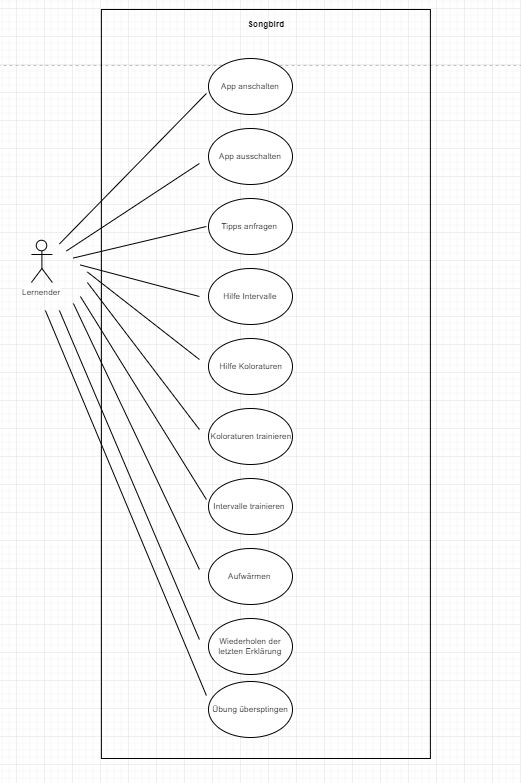 Songbird
App anschalten
App ausschalten
Tipps anfragen
Lernender
Hilfe Intervalle
Hilfe Koloraturen
Koloraturen trainieren
Intervalle trainieren
Aufwärmen
Wiederholen der
letzten Erklärung
Übung übersptingen